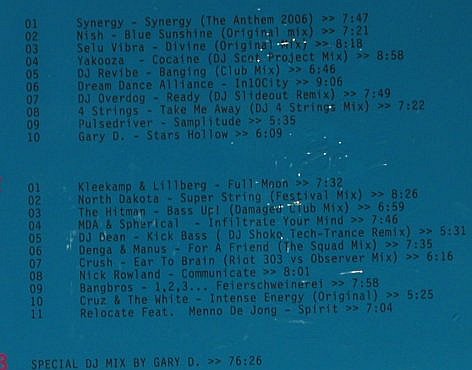 01 Synergy - Synergy (The Anthem 2006) >> 7:47
02 Nish - Blue Sunshine (Original mix) >> 7:21
03 Selu Vibra - Divine (Original mix) >> 8:18
04 Yakooza - Cocaine (DJ Scot Project Mix) >> 8:58
05 DJ Revibe - Banging (Club Mix) >> 6:46
06 Dream Dance Alliance - In10City >> 9:06
07 DJ Overdog - Ready (DJ Slideout Remix) >> 7:49
08 4 Strings - Take Me Away (DJ 4 Strings Mix) >> 7:22
09 Pulsedriver - Samplitude >> 5:35
10 Gary D. - Stars Hollow >> 6:09
01 Kleekamp & Lillberg - Full Moon >> 7:32
02 North Dakota - Super String (Festival Mix) >> 8:26
03 The Hitman - Bass Up! (Damaged Club Mix) >> 6:59
04 MDA & Spherical - Infiltrate Your Mind >> 7:46
05 DJ Dean - Kick Bass ( DJ Shoko Tech-Trance Remix) >> 5:31
06 Denga & Manus - For A Friend (The Squad Mix) >> 7:35
07 Crush - Ear To Brain (Riot 303 vs Observer Mix) >> 6:16
08 Nick Rowland - Communicate >> 8:01
09 Bangbros - 1,2,3... Feierschweinerei >> 7:58
10 Cruz & The White - Intense Energy (Original) >> 5:25
11 Relocate Feat. Menno De Jong - Spirit >> 7:04
3 SPECIAL DJ MIX BY GARY D. >> 76:26